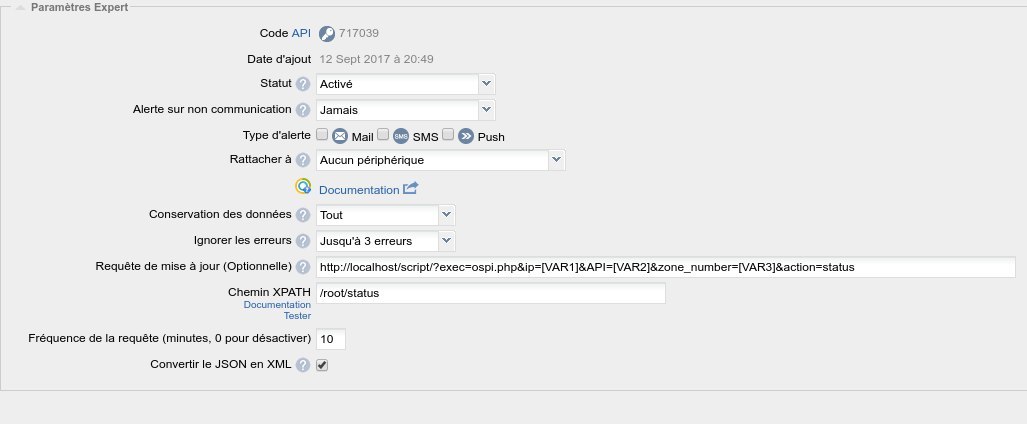 Paramètres Expert
Code API 717039
Date d'ajout 12 Sept 2017 à 20:49
Statut ? Activé
Alerte sur non communication ? Jamais
Type d'alerte Mail SMS SMS Push
Rattacher à ? Aucun périphérique
Documentation
Conservation des données ? Tout
Ignorer les erreurs ? Jusqu'à 3 erreurs
Requête de mise à jour (Optionnelle) ? http://localhost/script/?exec=ospi.php&ip=[VAR1]&API=[VAR2]&zone_number=[VAR3]&action=status
Chemin XPATH /root/status
Documentation
Tester
Fréquence de la requête (minutes, 0 pour désactiver) 10
Convertir le JSON en XML ?